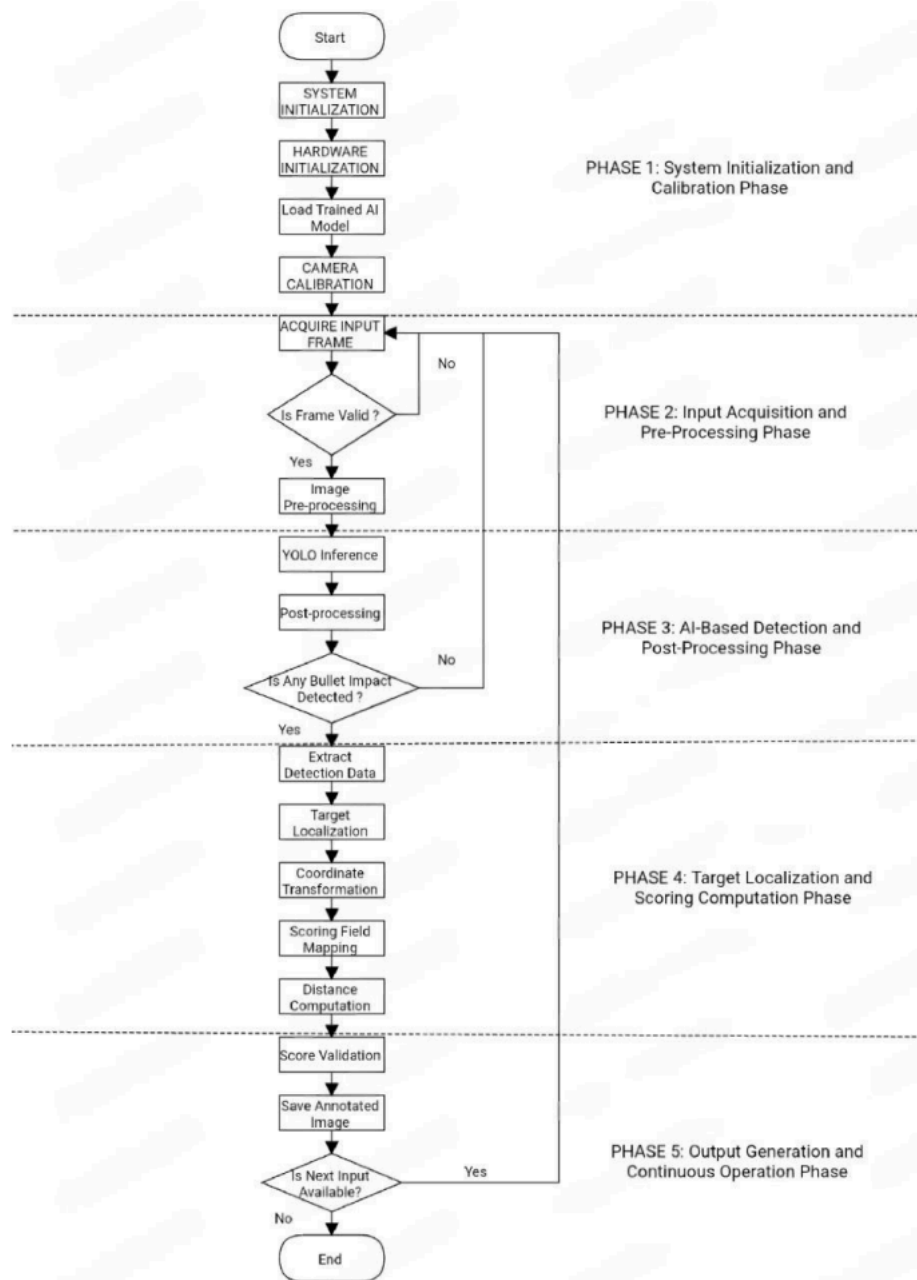 Start
SYSTEM
INITIALIZATION
HARDWARE
INITIALIZATION
PHASE 1: System Initialization and
Calibration Phase
Load Trained AI
Model
CAMERA
CALIBRATION
ACQUIRE INPUT
FRAME
No
Is Frame Valid ?
PHASE 2: Input Acquisition and
Pre-Processing Phase
Yes
Image
Pre-processing
YOLO Inference
Post-processing
PHASE 3: AI-Based Detection and
Post-Processing Phase
No
Is Any Bullet Impact
Detected ?
Yes
Extract
Detection Data
Target
Localization
Coordinate
Transformation
PHASE 4: Target Localization and
Scoring Computation Phase
Scoring Field
Mapping
Distance
Computation
Score Validation
Save Annotated
Image
PHASE 5: Output Generation and
Continuous Operation Phase
Is Next Input
Available?
Yes
No
End